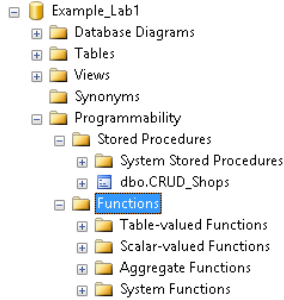 Example_Lab1
Database Diagrams
Tables
Views
Synonyms
Programmability
Stored Procedures
System Stored Procedures
dbo.CRUD_Shops
Functions
Table-valued Functions
Scalar-valued Functions
Aggregate Functions
System Functions